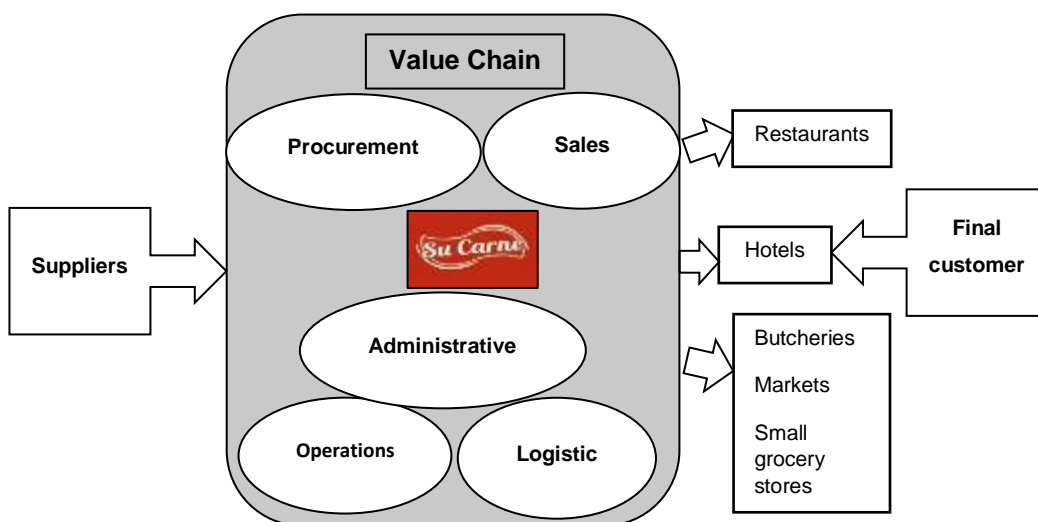 Value Chain
Procurement
Sales
Restaurants
Suppliers
Su Carne
Hotels
Final
customer
Administrative
Butcheries
Markets
Small
grocery
stores
Operations
Logistic